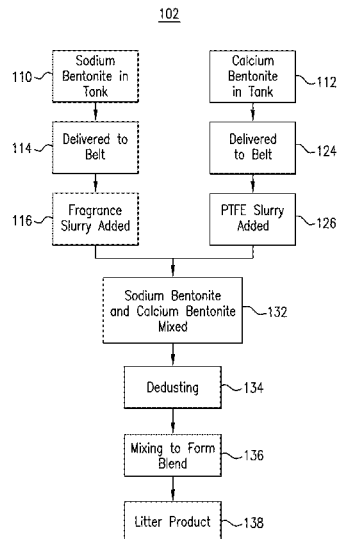 102
110
Sodium
Bentonite in
Tank
Calcium
Bentonite
in Tank
112
114
Delivered to
Belt
Delivered
to Belt
124
116
Fragrance
Slurry Added
PTFE Slurry
Added
126
Sodium Bentonite
and Calcium Bentonite
Mixed
132
Dedusting
134
Mixing to Form
Blend
136
Litter Product
138